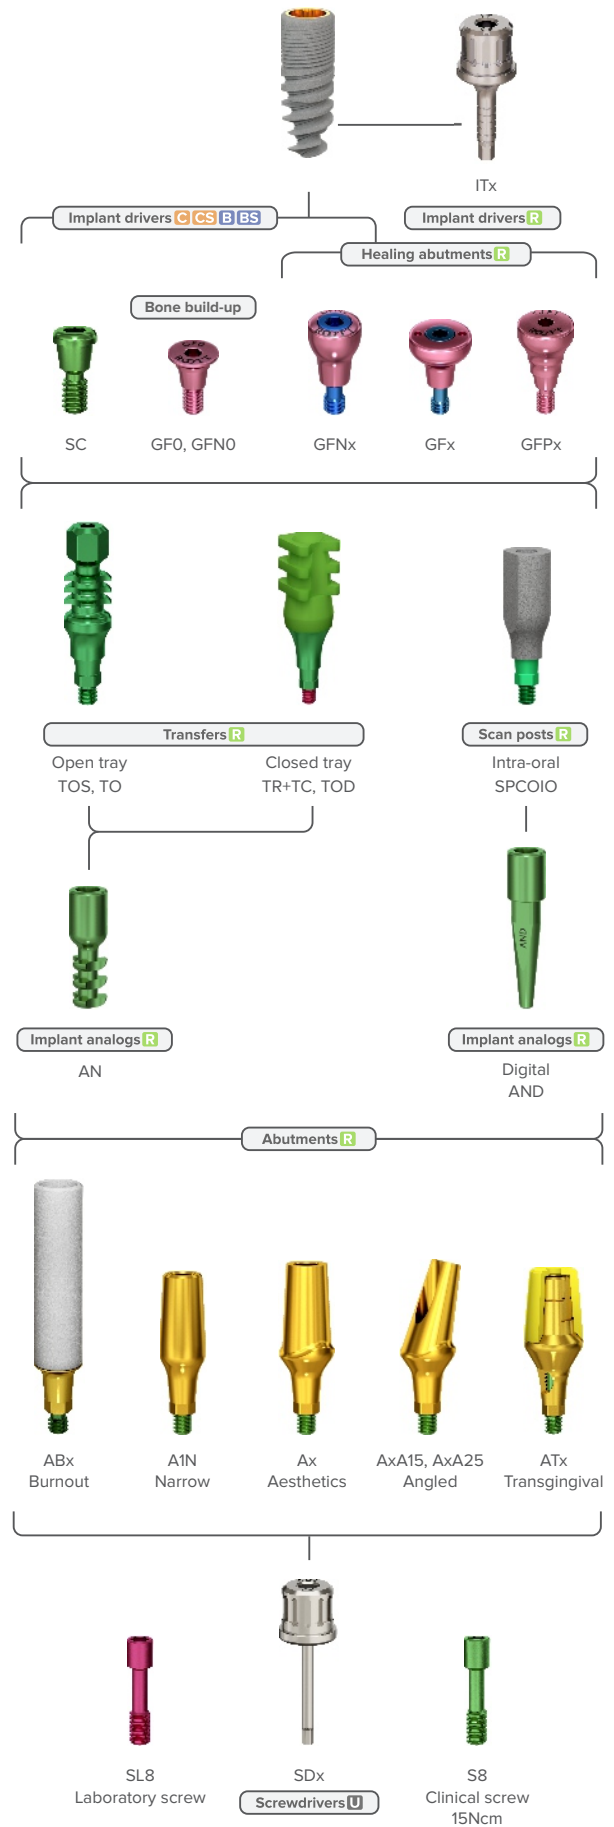 ITx
Implant drivers C CS B BS
Implant drivers R
Healing abutments R
Bone build-up
SC
GF0, GFN0
GFNx
GFx
GFPx
Transfers R
Scan posts R
Open tray
TOS, TO
Closed tray
TR+TC, TOD
Intra-oral
SPCOIO
AND
Implant analogs R
AN
Implant analogs R
Digital
AND
Abutments R
ABx
Burnout
A1N
Narrow
Ax
Aesthetics
AxA15, AxA25
Angled
ATx
Transgingival
SL8
Laboratory screw
SDx
Screwdrivers U
S8
Clinical screw
15Ncm